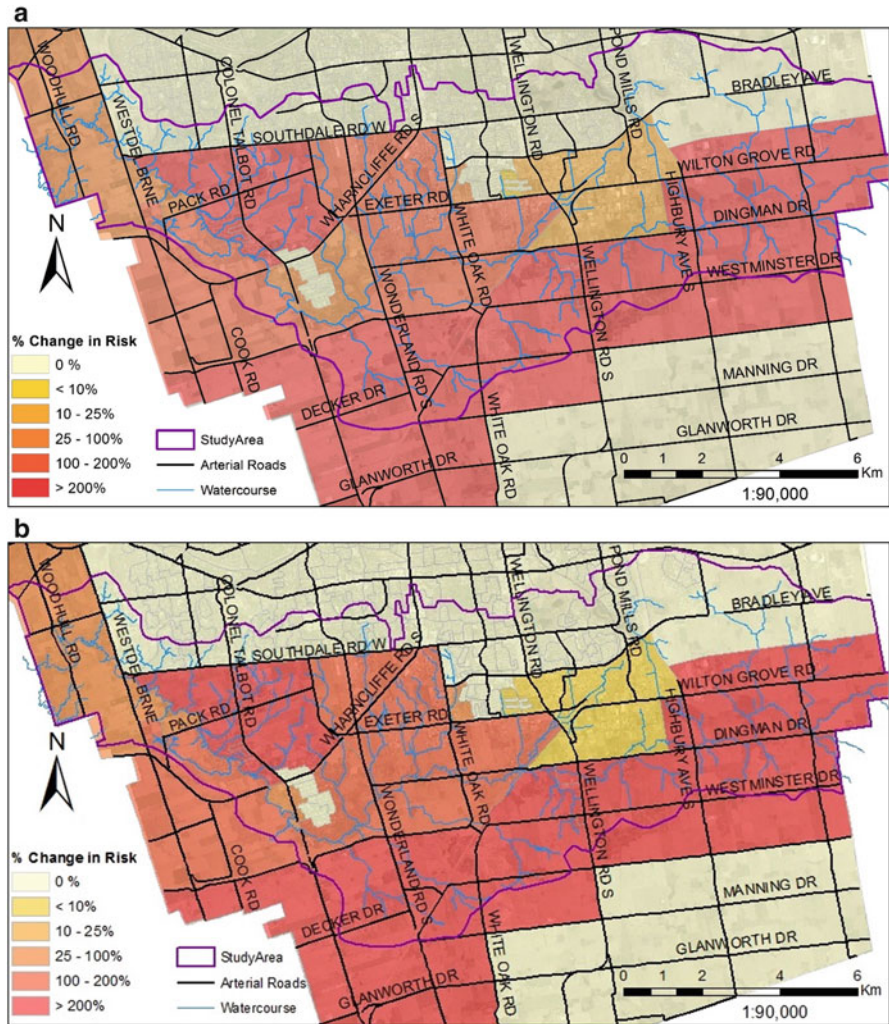 a
WOODHULL RD
WESTDEL BRNE
COLONEL TALBOT RD
SOUTHDALE RD W
WHARNCLIFFE RD S
WELLINGTON RD
POND MILLS RD
BRADLEY AVE
PACK RD
EXETER RD
WHITE OAK RD
HIGHBURY AVE S
WILTON GROVE RD
DINGMAN DR
N
WONDERLAND RD S
WELLINGTON RD S
WESTMINSTER DR
COOK RD
DECKER DR
MANNING DR
GLANWORTH DR
WHITE OAK RD
GLANWORTH DR
% Change in Risk
0 %
< 10%
10 - 25%
25 - 100%
100 - 200%
> 200%
StudyArea
Arterial Roads
Watercourse
0 1 2 4 6
Km
1:90,000
b
WOODHULL RD
WESTDEL BRNE
COLONEL TALBOT RD
SOUTHDALE RD W
WHARNCLIFFE RD S
WELLINGTON RD
POND MILLS RD
BRADLEY AVE
PACK RD
EXETER RD
WHITE OAK RD
HIGHBURY AVE S
WILTON GROVE RD
DINGMAN DR
N
WONDERLAND RD S
WELLINGTON RD S
WESTMINSTER DR
COOK RD
DECKER DR
MANNING DR
GLANWORTH DR
WHITE OAK RD
GLANWORTH DR
% Change in Risk
0 %
< 10%
10 - 25%
25 - 100%
100 - 200%
> 200%
StudyArea
Arterial Roads
Watercourse
0 1 2 4 6
Km
1:90,000